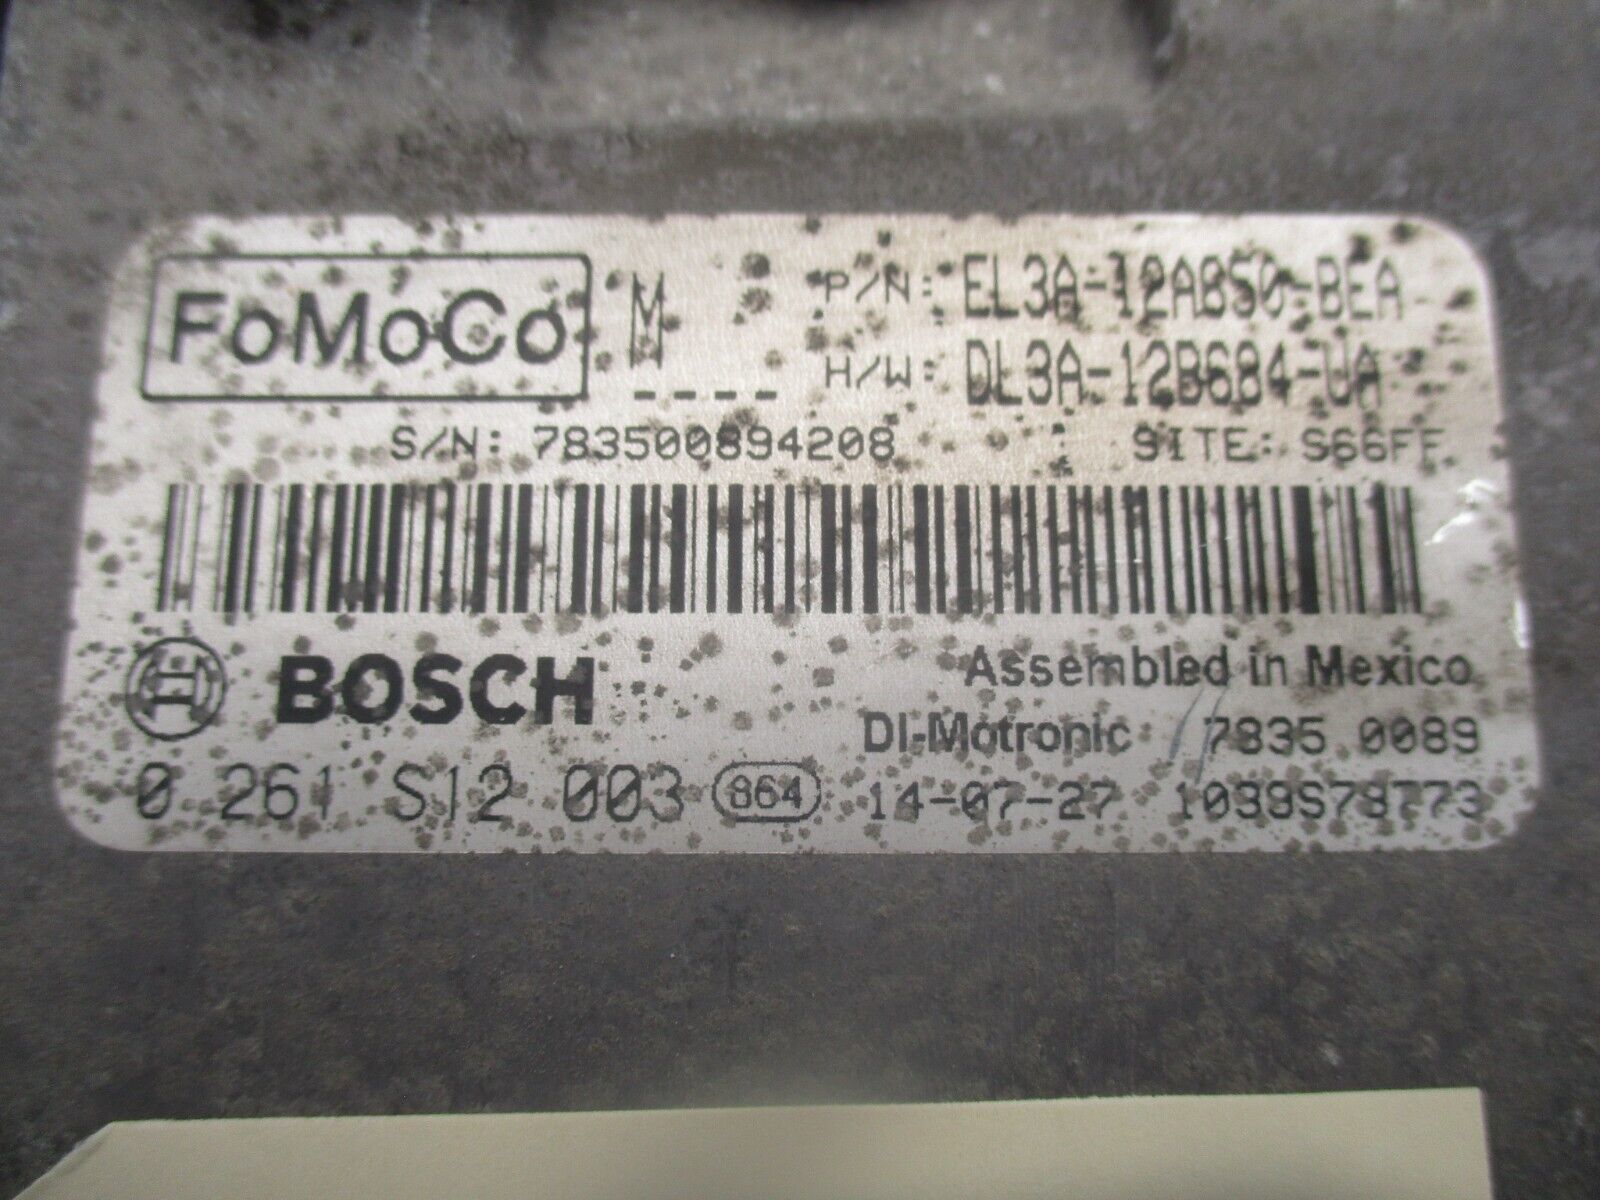 FoMoCo M P/N: EL3A-12A650-BEA
---- H/W: DL3A-12B684-UA
S/N: 783500894208 SITE: S66FF
BOSCH Assembled in Mexico
DI-Motronic 7835 0089
0 261 S12 003 864 14-07-27 1039S73773